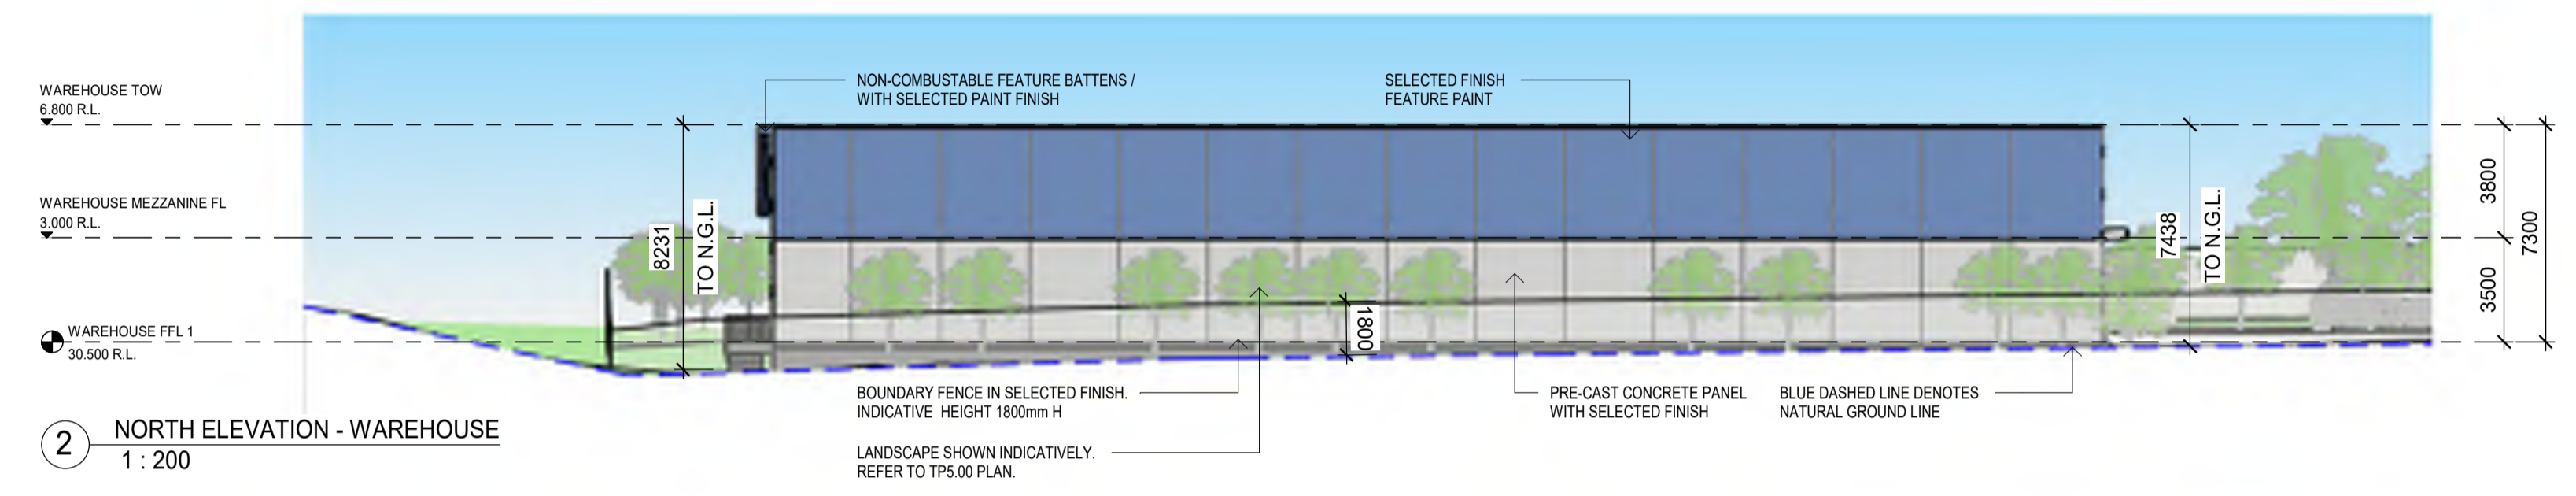 WAREHOUSE TOW
6.800 R.L.
NON-COMBUSTABLE FEATURE BATTENS /
WITH SELECTED PAINT FINISH
SELECTED FINISH
FEATURE PAINT
WAREHOUSE MEZZANINE FL
3.000 R.L.
8231
TO N.G.L.
7438
TO N.G.L.
3800
7300
3500
1800
WAREHOUSE FFL 1
30.500 R.L.
BOUNDARY FENCE IN SELECTED FINISH.
INDICATIVE HEIGHT 1800mm H
PRE-CAST CONCRETE PANEL
WITH SELECTED FINISH
BLUE DASHED LINE DENOTES
NATURAL GROUND LINE
LANDSCAPE SHOWN INDICATIVELY.
REFER TO TP5.00 PLAN.
2
NORTH ELEVATION - WAREHOUSE
1 : 200